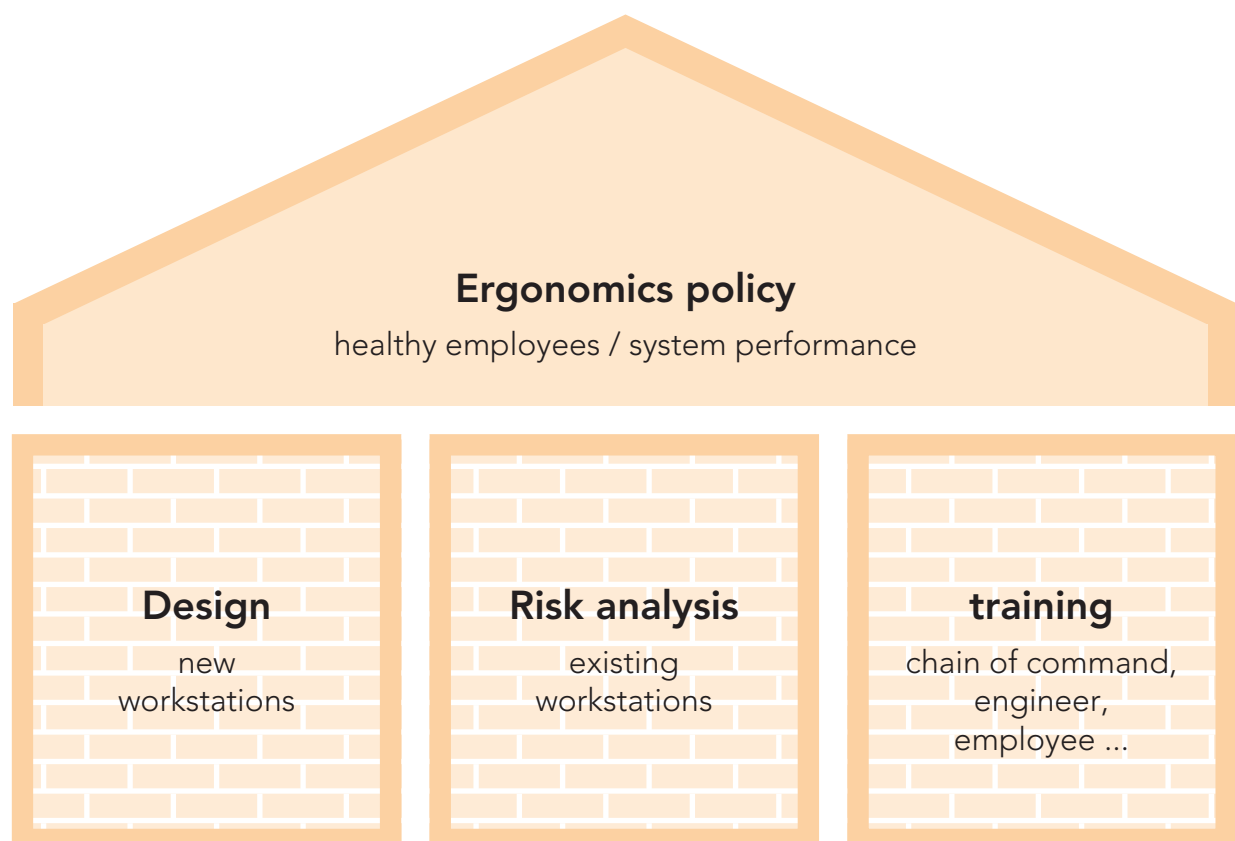 Ergonomics policy
healthy employees / system performance
Design
new
workstations
Risk analysis
existing
workstations
training
chain of command,
engineer,
employee ...